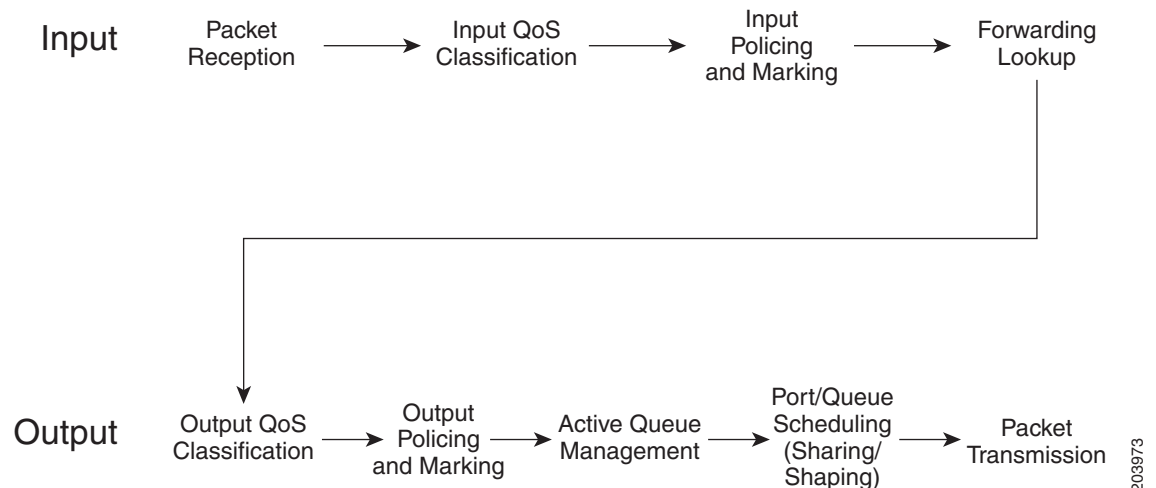 Input
Packet
Reception
Input QoS
Classification
Input
Policing
and Marking
Forwarding
Lookup
Output
Output QoS
Classification
Output
Policing
and Marking
Active Queue
Management
Port/Queue
Scheduling
(Sharing/
Shaping)
Packet
Transmission
203973